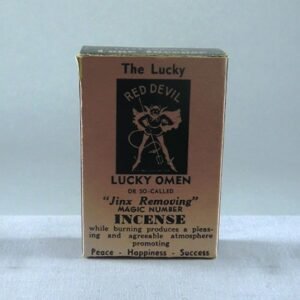 The Lucky
RED DEVIL
LUCKY OMEN
OR SO-CALLED
"Jinx Removing"
MAGIC NUMBER
INCENSE
while burning produces a pleas-
ing and agreeable atmosphere
promoting
Peace - Happiness - Success